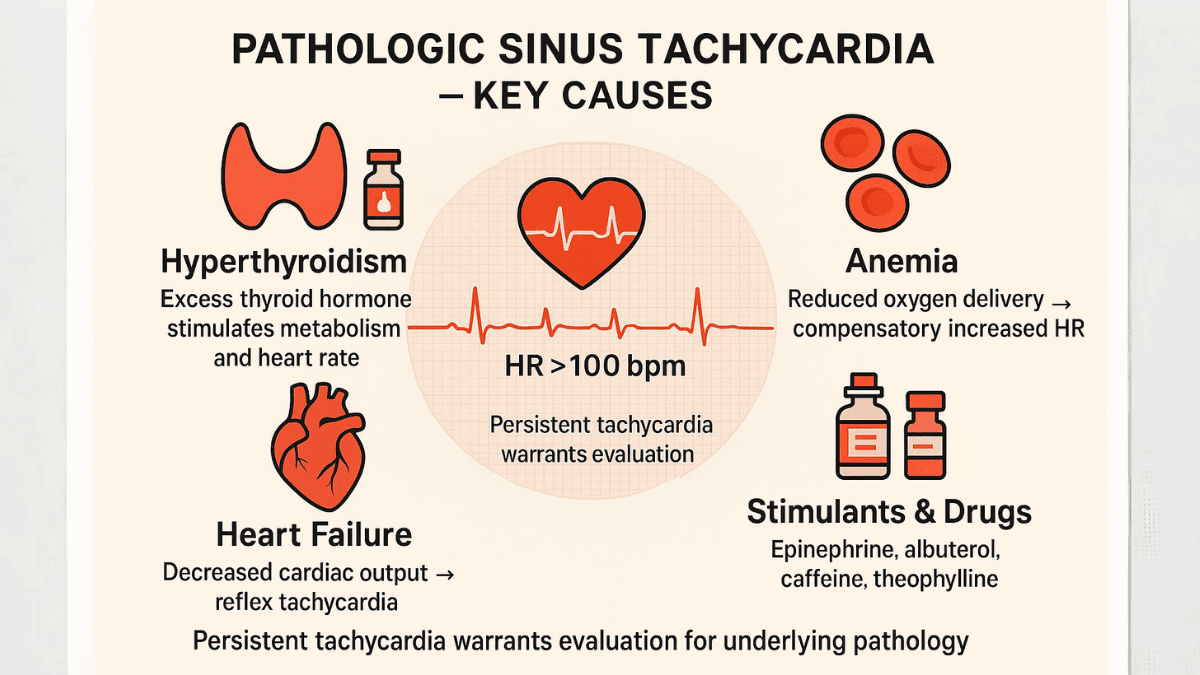 PATHOLOGIC SINUS TACHYCARDIA
– KEY CAUSES
Hyperthyroidism
Excess thyroid hormone
stimulafes metabolism
and heart rate
Heart Failure
Decreased cardiac output →
reflex tachycardia
HR >100 bpm
Persistent tachycardia
warrants evaluation
Anemia
Reduced oxygen delivery →
compensatory increased HR
Stimulants & Drugs
Epinephrine, albuterol,
caffeine, theophylline
Persistent tachycardia warrants evaluation for underlying pathology